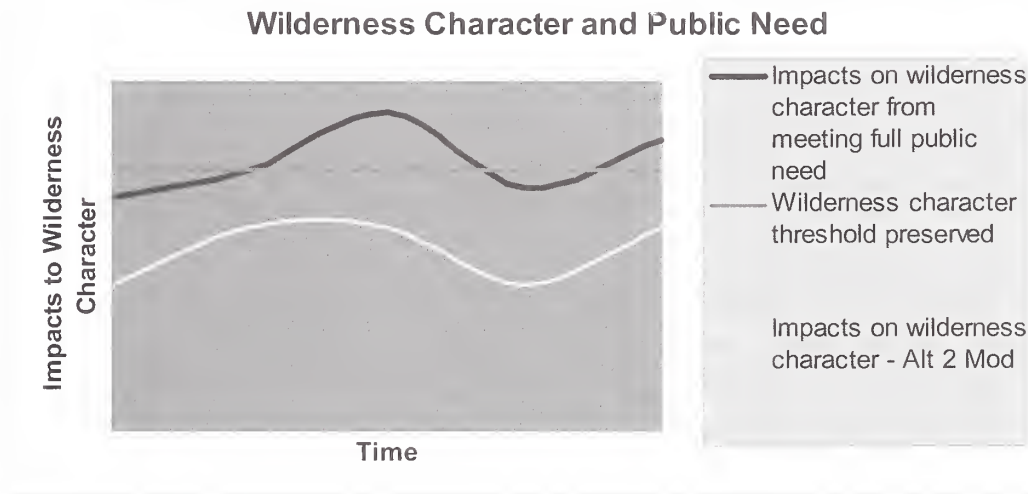 Wilderness Character and Public Need
Impacts to Wilderness
Character
Time
Impacts on wilderness
character from
meeting full public
need
Wilderness character
threshold preserved
Impacts on wilderness
character - Alt 2 Mod